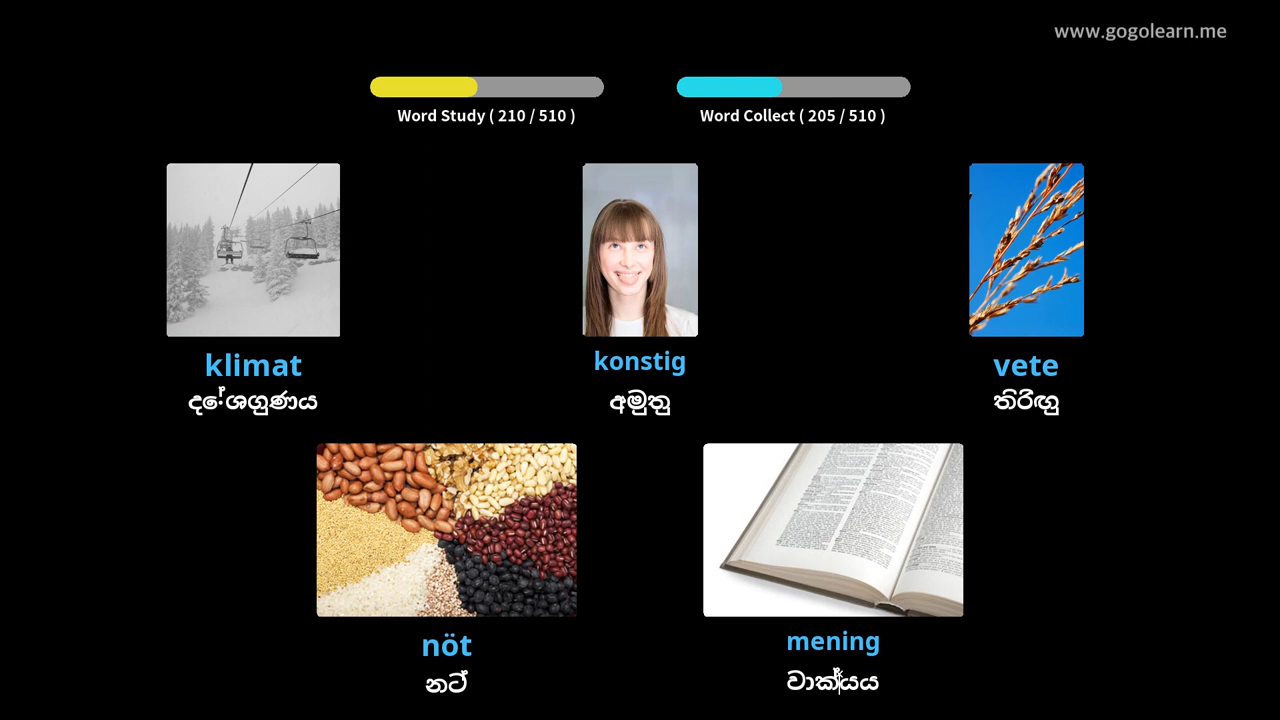 www.gogolearn.me
Word Study ( 210 / 510 )
Word Collect ( 205 / 510 )
klimat
konstig
vete
දේශගුණය
අමුතු
තිරිඟු
nöt
mening
නට්
වාක්‍යය